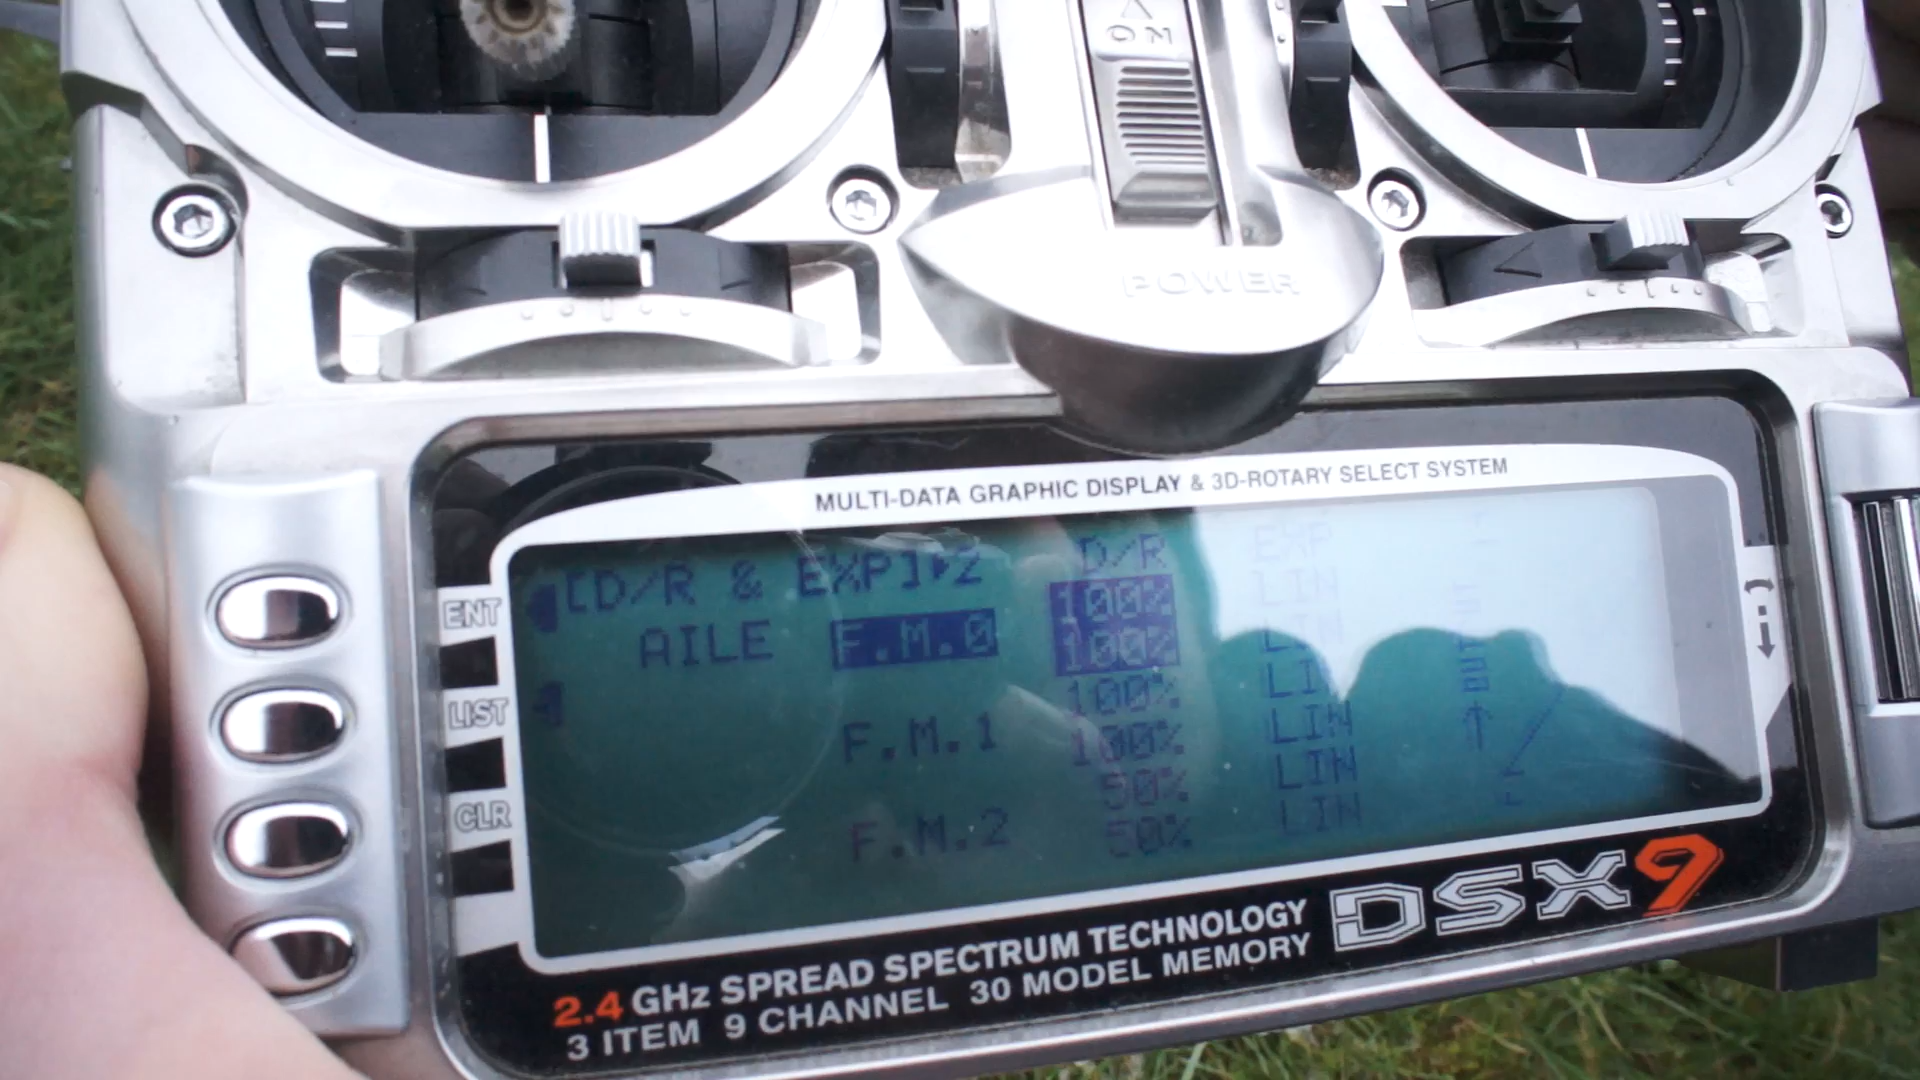 ON
POWER
MULTI-DATA GRAPHIC DISPLAY & 3D-ROTARY SELECT SYSTEM
ENT
LIST
CLR
[D/R & EXP] 2 D/R EXP
AILE F.M.0 100% LIN
100%
100%
F.M.1 100% LIN
50% LIN
F.M.2 50% LIN
DSX9
2.4 GHz SPREAD SPECTRUM TECHNOLOGY
3 ITEM 9 CHANNEL 30 MODEL MEMORY